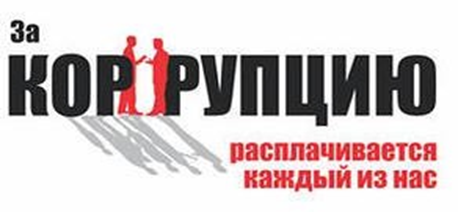 За
КОРРУПЦИЮ
расплачивается
каждый из нас